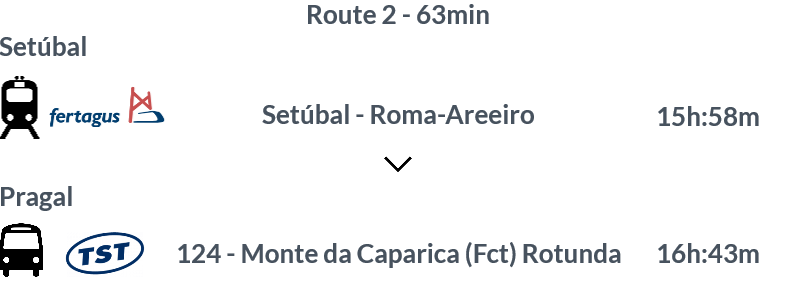 Route 2 - 63min
Setúbal
fertagus Setúbal - Roma-Areeiro 15h:58m
Pragal
TST 124 - Monte da Caparica (Fct) Rotunda 16h:43m